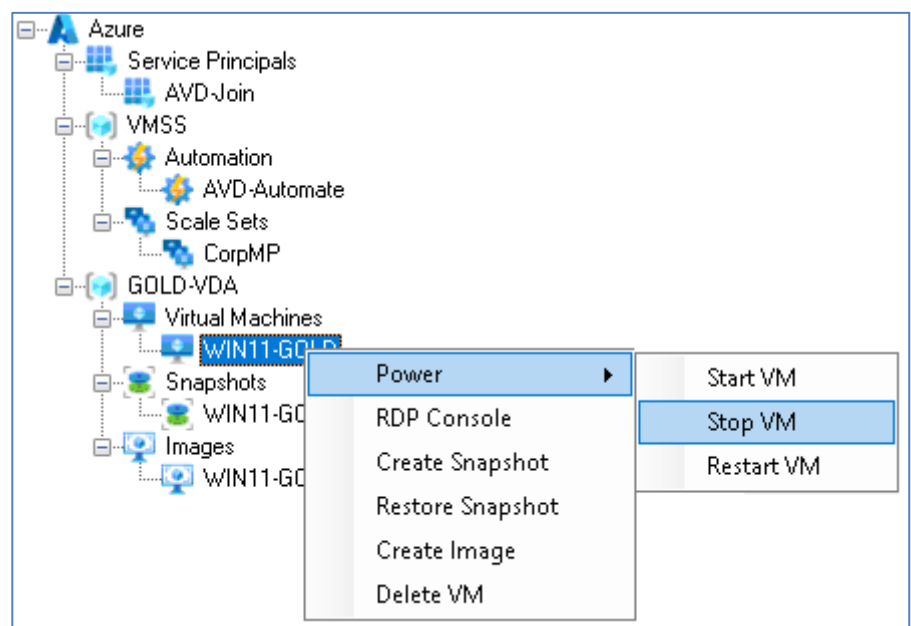 Azure
Service Principals
AVD-Join
VMSS
Automation
AVD-Automate
Scale Sets
CorpMP
GOLD-VDA
Virtual Machines
WIN11-GOLD
Power
Start VM
Snapshots
RDP Console
Stop VM
WIN11-GO
Images
Create Snapshot
Restart VM
WIN11-GO
Restore Snapshot
Create Image
Delete VM